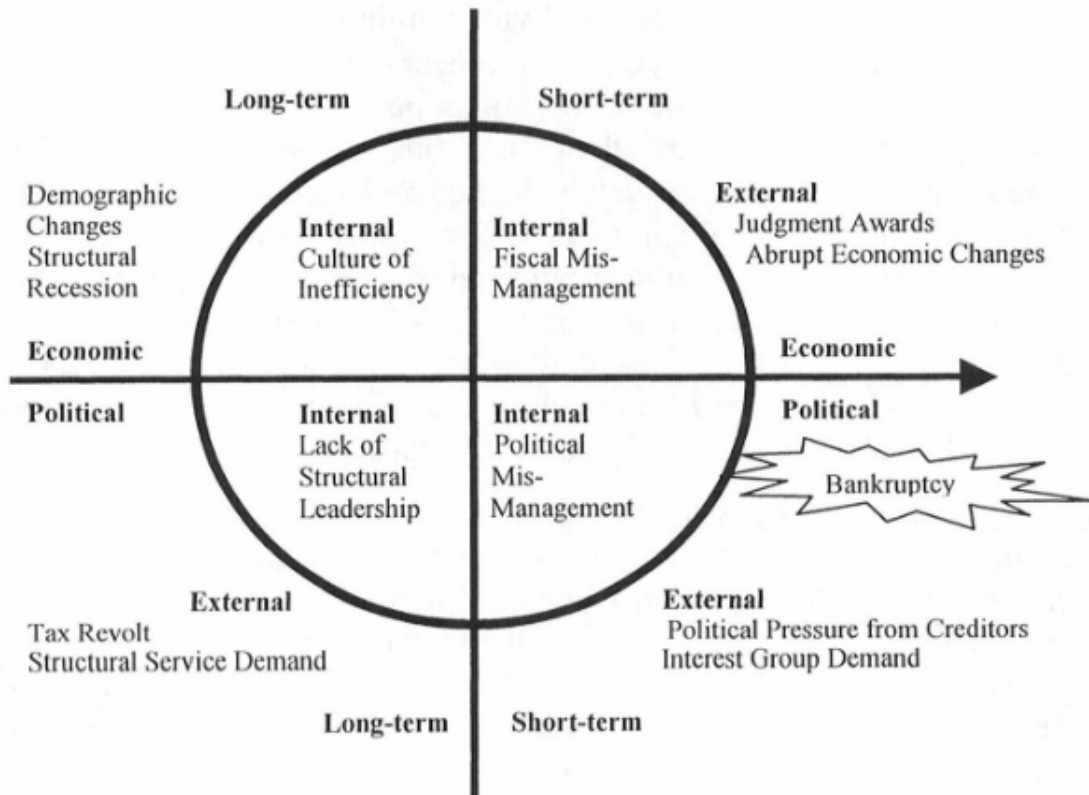 Long-term
Short-term
Demographic
Changes
Structural
Recession
Internal
Culture of
Inefficiency
Internal
Fiscal Mis-
Management
External
Judgment Awards
Abrupt Economic Changes
Economic
Economic
Political
Political
Internal
Lack of
Structural
Leadership
Internal
Political
Mis-
Management
Bankruptcy
External
Tax Revolt
Structural Service Demand
External
Political Pressure from Creditors
Interest Group Demand
Long-term
Short-term